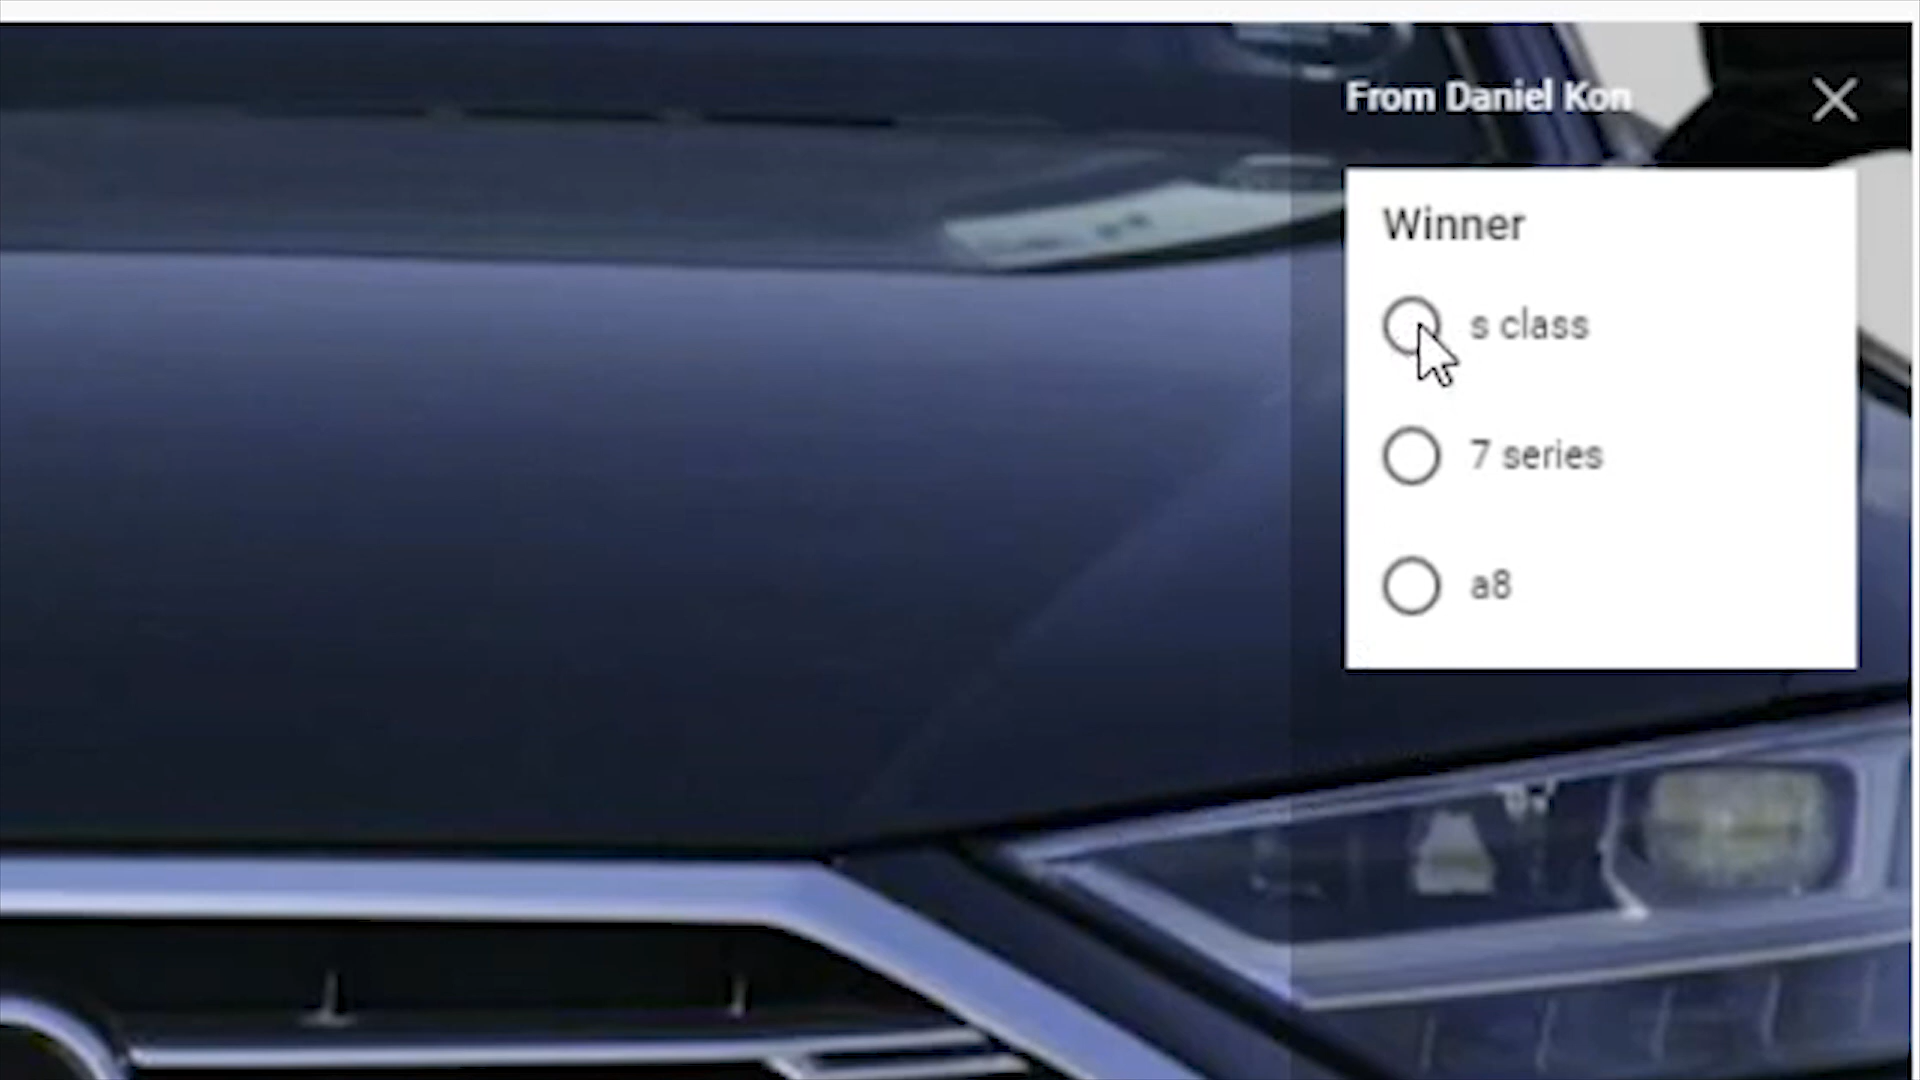 From Daniel Kon
Winner
s class
7 series
a8